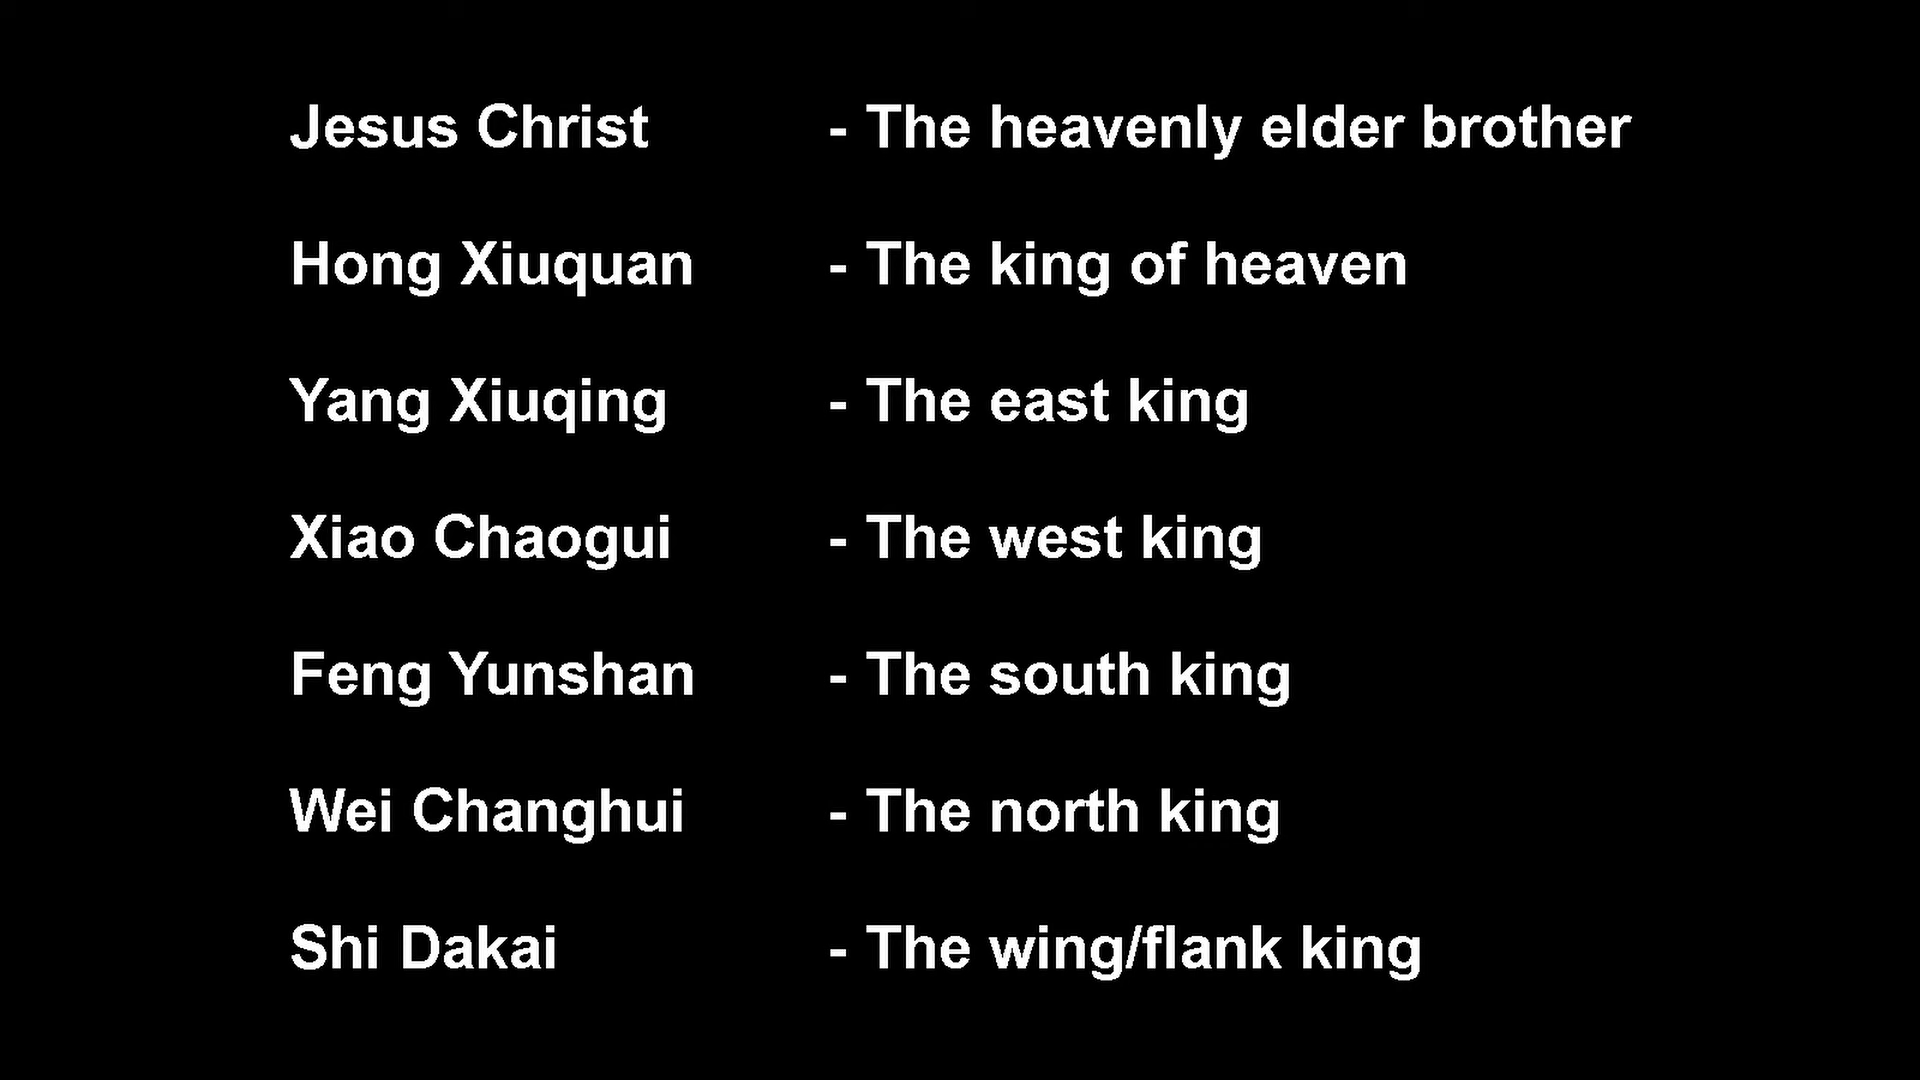 Jesus Christ - The heavenly elder brother
Hong Xiuquan - The king of heaven
Yang Xiuqing - The east king
Xiao Chaogui - The west king
Feng Yunshan - The south king
Wei Changhui - The north king
Shi Dakai - The wing/flank king